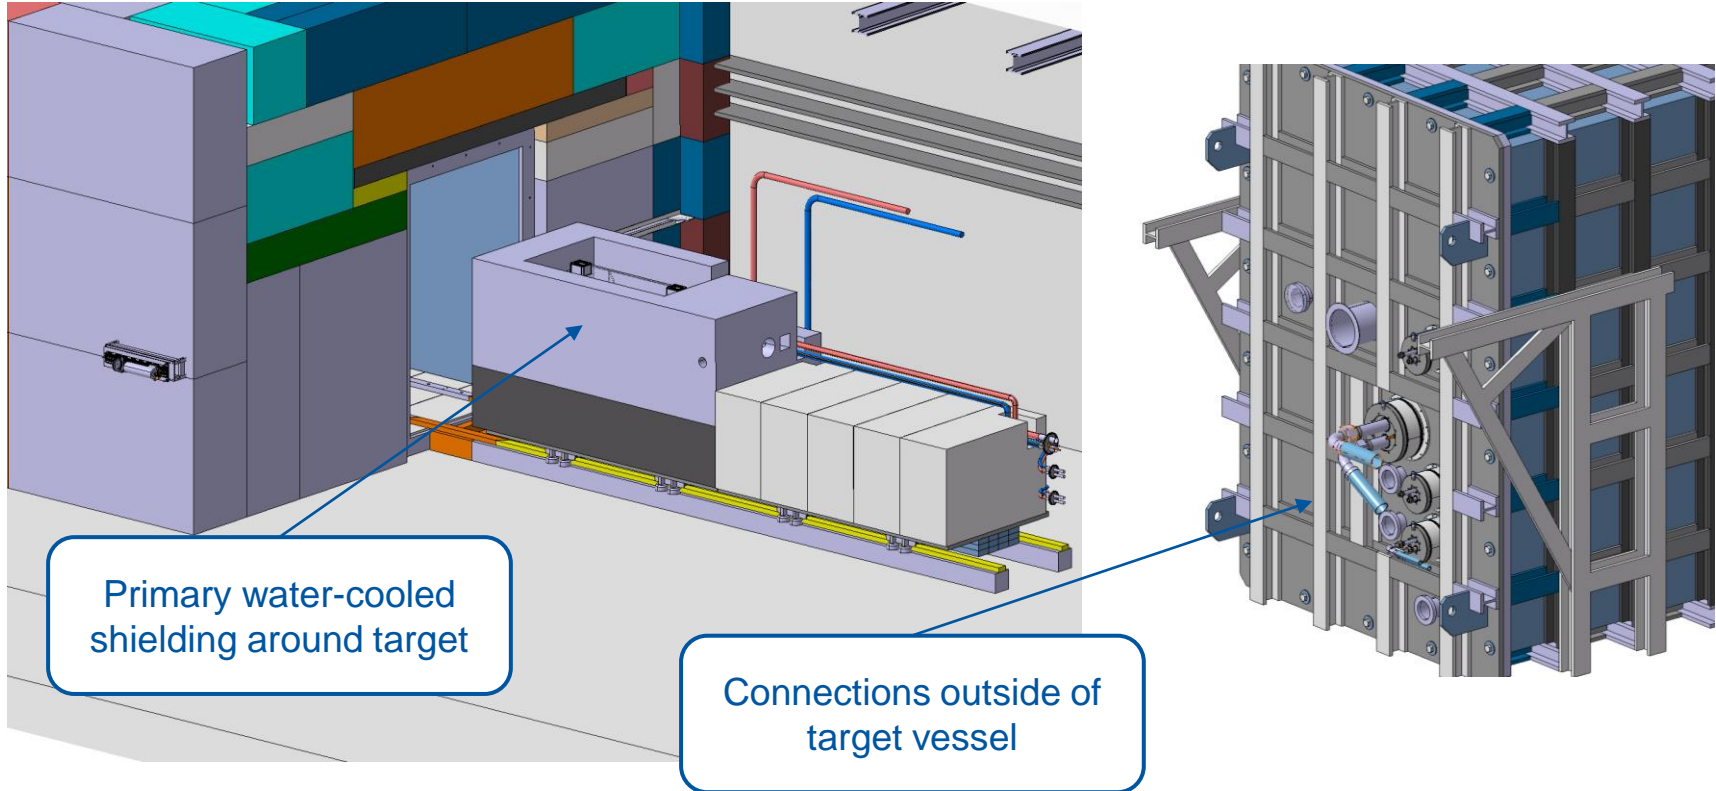 Primary water-cooled
shielding around target
Connections outside of
target vessel